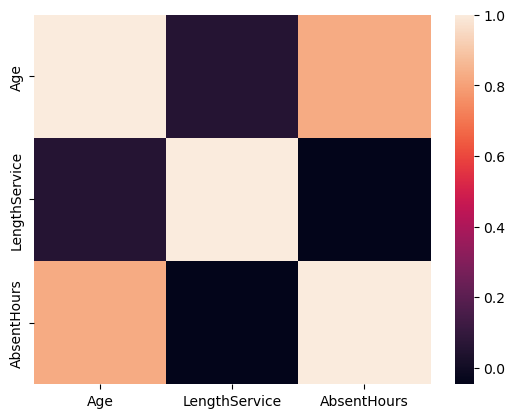 Age
LengthService
AbsentHours
Age
LengthService
AbsentHours
1.0
0.8
0.6
0.4
0.2
0.0